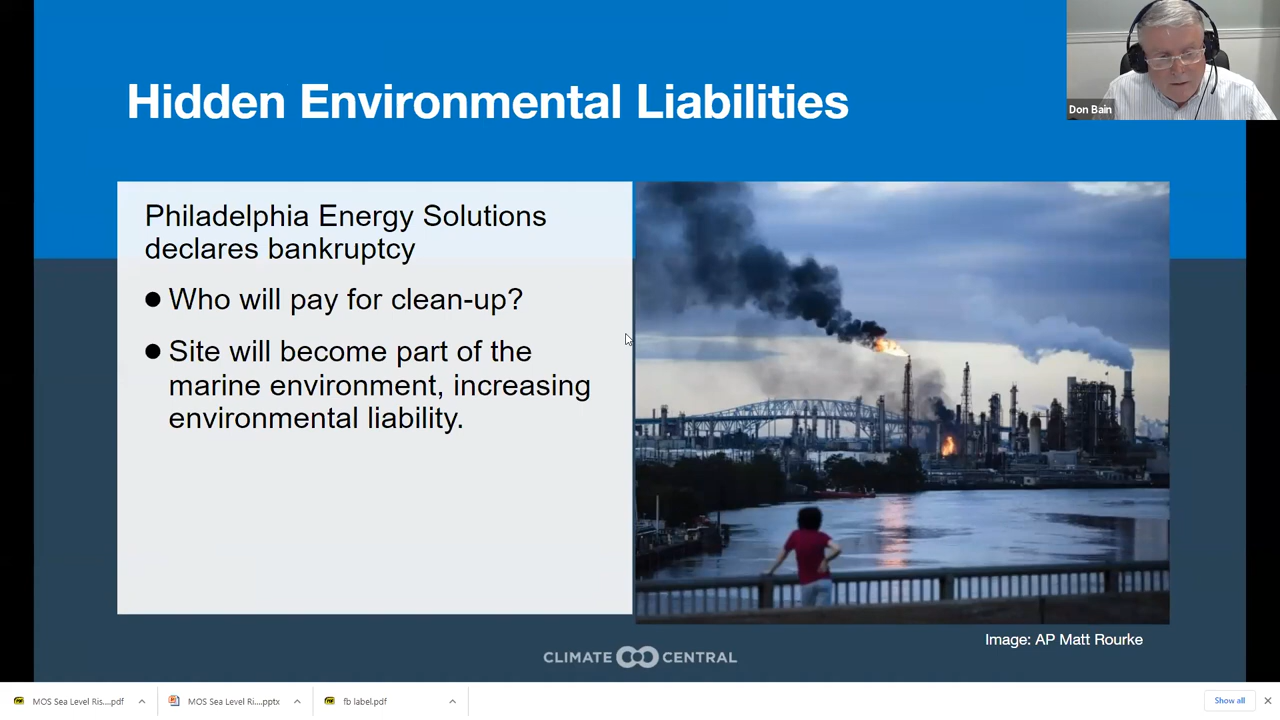 Hidden Environmental Liabilities
Don Bain
Philadelphia Energy Solutions
declares bankruptcy
● Who will pay for clean-up?
● Site will become part of the
marine environment, increasing
environmental liability.
Image: AP Matt Rourke
CLIMATE CENTRAL
MOS Sea Level Ris....pdf
MOS Sea Level Ri....pptx
fb label.pdf
Show all